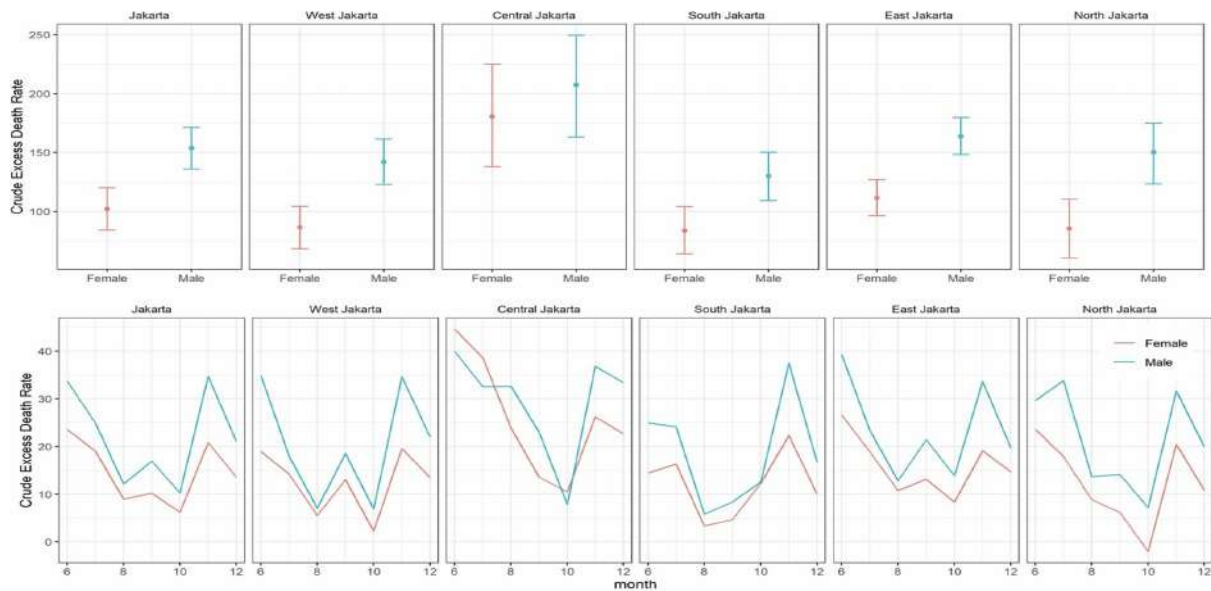 Jakarta West Jakarta Central Jakarta South Jakarta East Jakarta North Jakarta
Crude Excess Death Rate
250
200
150
100
Female Male Female Male Female Male Female Male Female Male Female Male
Jakarta West Jakarta Central Jakarta South Jakarta East Jakarta North Jakarta
Crude Excess Death Rate
40
30
20
10
0
Female
Male
6 8 10 12 6 8 10 12 6 8 10 12 6 8 10 12 6 8 10 12 6 8 10 12
month